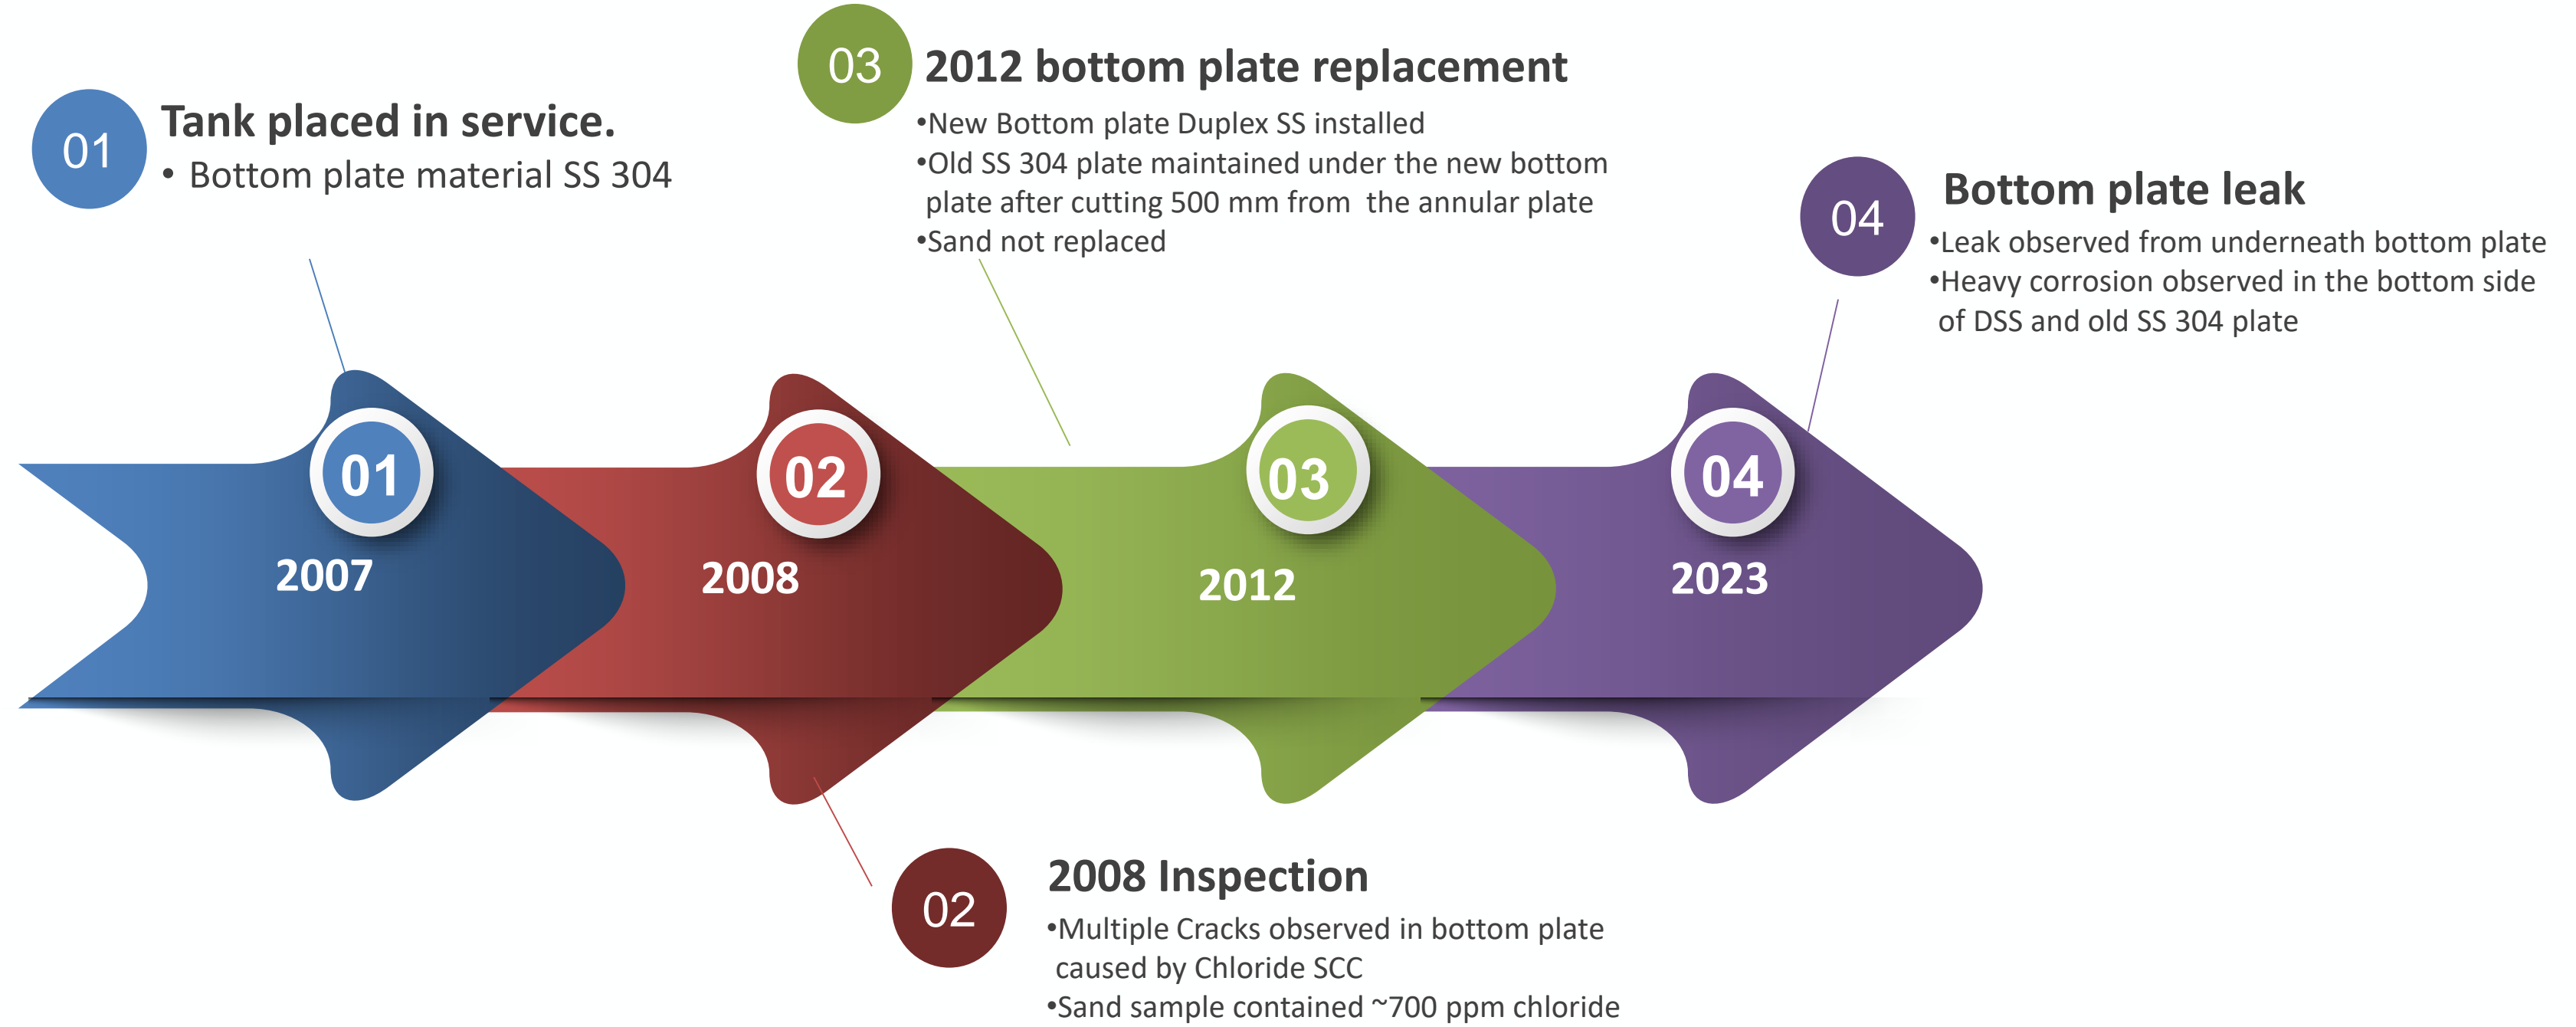 01
Tank placed in service.
• Bottom plate material SS 304
03
2012 bottom plate replacement
•New Bottom plate Duplex SS installed
•Old SS 304 plate maintained under the new bottom
plate after cutting 500 mm from the annular plate
•Sand not replaced
04
Bottom plate leak
•Leak observed from underneath bottom plate
•Heavy corrosion observed in the bottom side
of DSS and old SS 304 plate
01
02
03
04
2007
2008
2012
2023
02
2008 Inspection
•Multiple Cracks observed in bottom plate
caused by Chloride SCC
•Sand sample contained ~700 ppm chloride